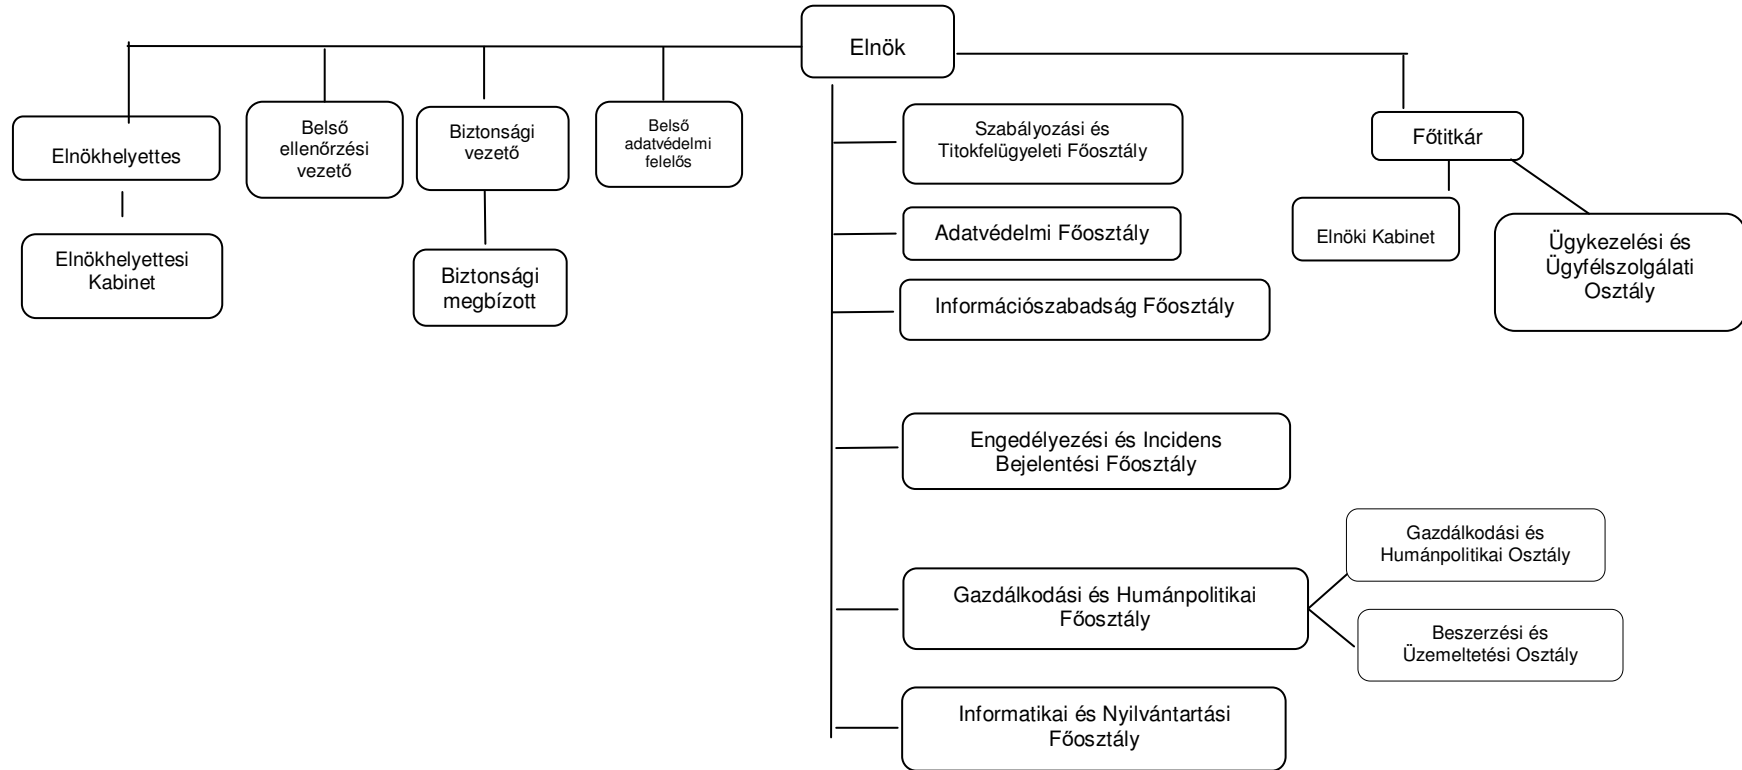 Elnök
Elnökhelyettes
Belső
ellenőrzési
vezető
Biztonsági
vezető
Belső
adatvédelmi
felelős
Szabályozási és
Titokfelügyeleti Főosztály
Főtitkár
Elnökhelyettesi
Kabinet
Biztonsági
megbízott
Adatvédelmi Főosztály
Elnöki Kabinet
Ügykezelési és
Ügyfélszolgálati
Osztály
Információszabadság Főosztály
Engedélyezési és Incidens
Bejelentési Főosztály
Gazdálkodási és Humánpolitikai
Főosztály
Gazdálkodási és
Humánpolitikai Osztály
Beszerzési és
Üzemeltetési Osztály
Informatikai és Nyilvántartási
Főosztály